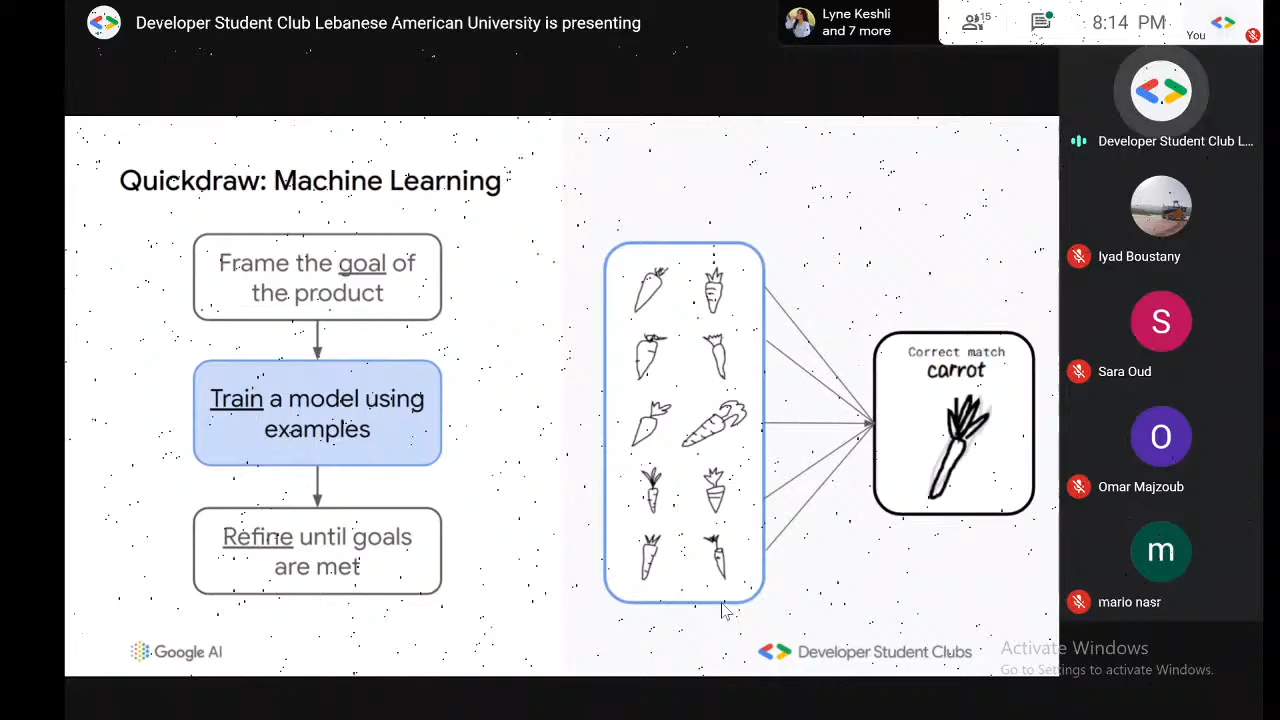 Developer Student Club Lebanese American University is presenting
Lyne Keshli
and 7 more
15
8:14 PM
You
Developer Student Club L...
Iyad Boustany
S
Sara Oud
O
Omar Majzoub
m
mario nasr
Quickdraw: Machine Learning
Frame the goal of
the product
Train a model using
examples
Refine until goals
are met
Correct match
carrot
Google AI
Developer Student Clubs
Activate Windows
Go to Settings to activate Windows.